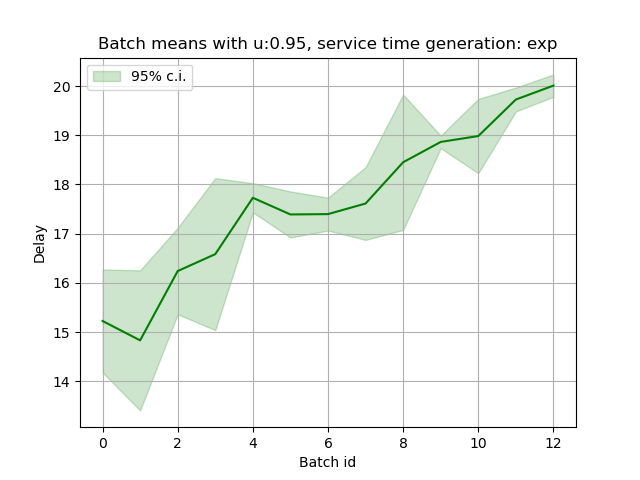 Batch means with u:0.95, service time generation: exp
95% c.i.
20
19
18
17
16
15
14
Delay
0 2 4 6 8 10 12
Batch id